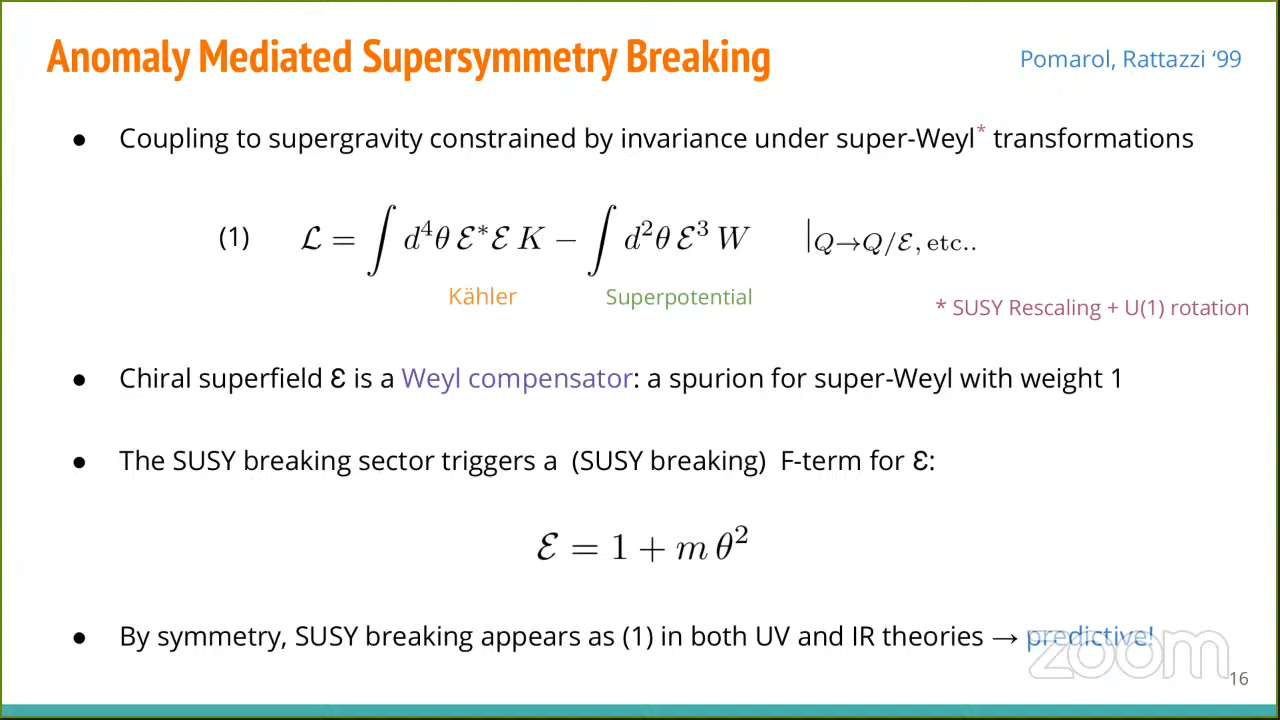 Anomaly Mediated Supersymmetry Breaking
Pomarol, Rattazzi ‘99
● Coupling to supergravity constrained by invariance under super-Weyl* transformations
(1) ℒ = ∫ d⁴θ ℰ*ℰ K − ∫ d²θ ℰ³ W |Q→Q/ℰ, etc..
Kähler Superpotential
* SUSY Rescaling + U(1) rotation
● Chiral superfield Ɛ is a Weyl compensator: a spurion for super-Weyl with weight 1
● The SUSY breaking sector triggers a (SUSY breaking) F-term for Ɛ:
ℰ = 1 + m θ²
● By symmetry, SUSY breaking appears as (1) in both UV and IR theories → predictive!
zoom
16